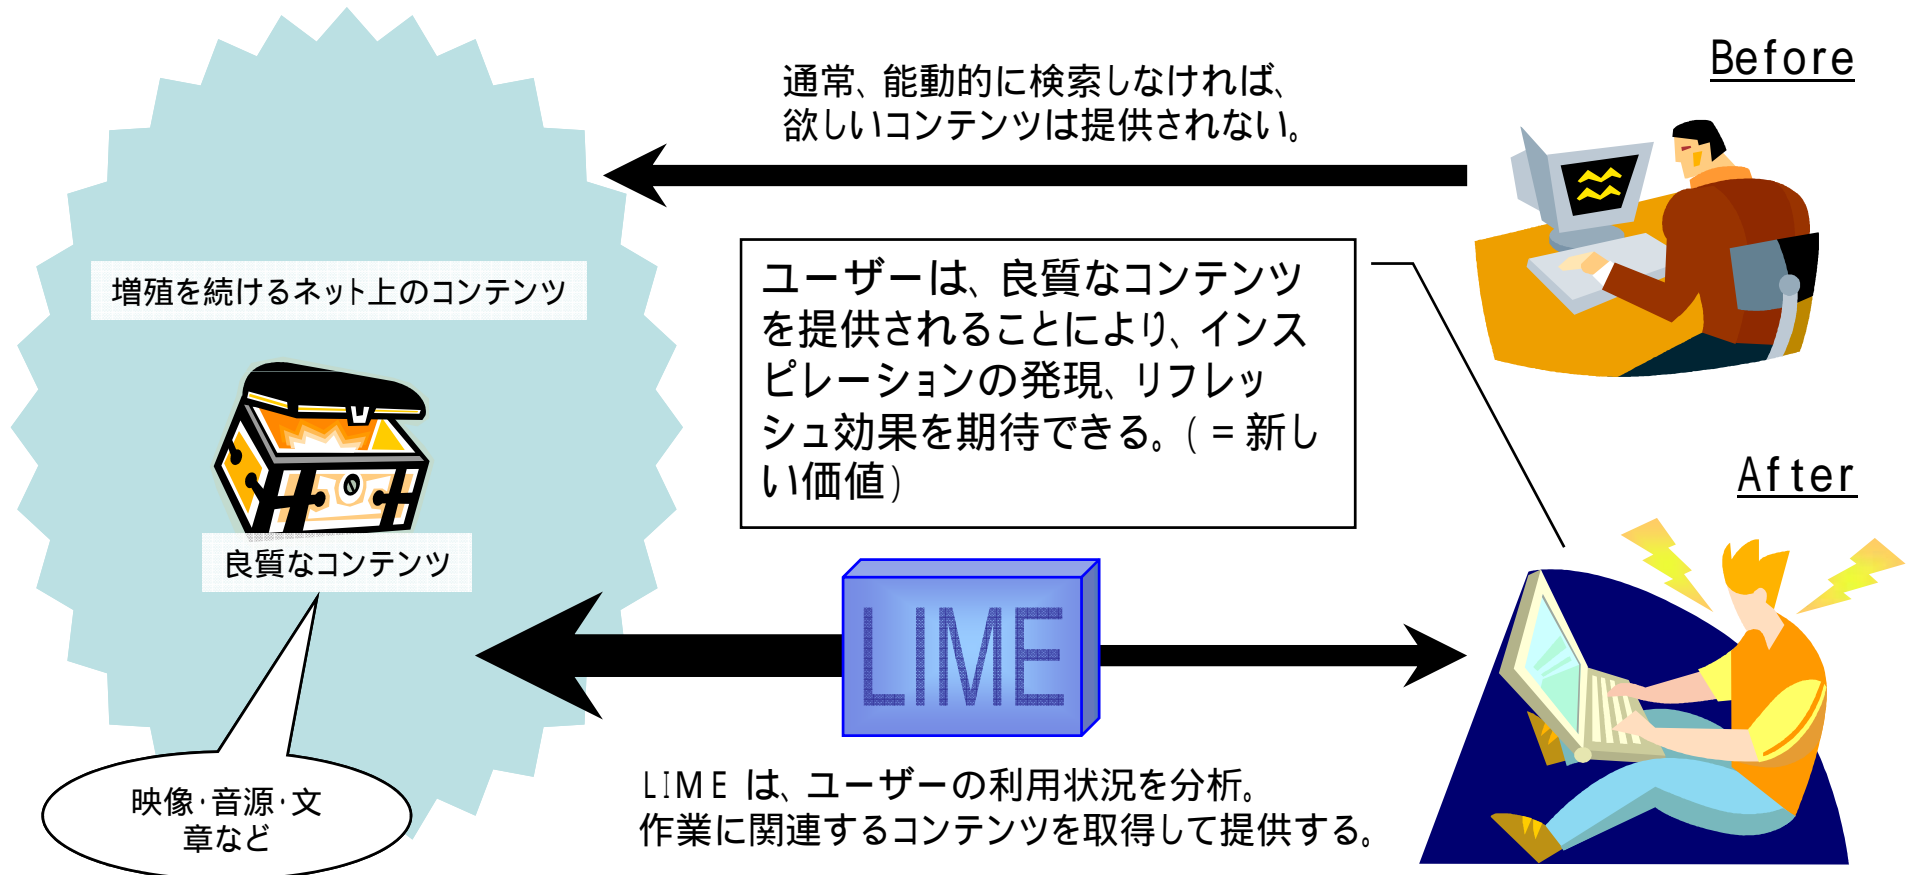 Before
通常、能動的に検索しなければ、
欲しいコンテンツは提供されない。
増殖を続けるネット上のコンテンツ
ユーザーは、良質なコンテンツ
を提供されることにより、インス
ピレーションの発現、リフレッ
シュ効果を期待できる。(=新し
い価値)
After
良質なコンテンツ
LIME
LIME は、ユーザーの利用状況を分析。
作業に関連するコンテンツを取得して提供する。
映像・音源・文
章など